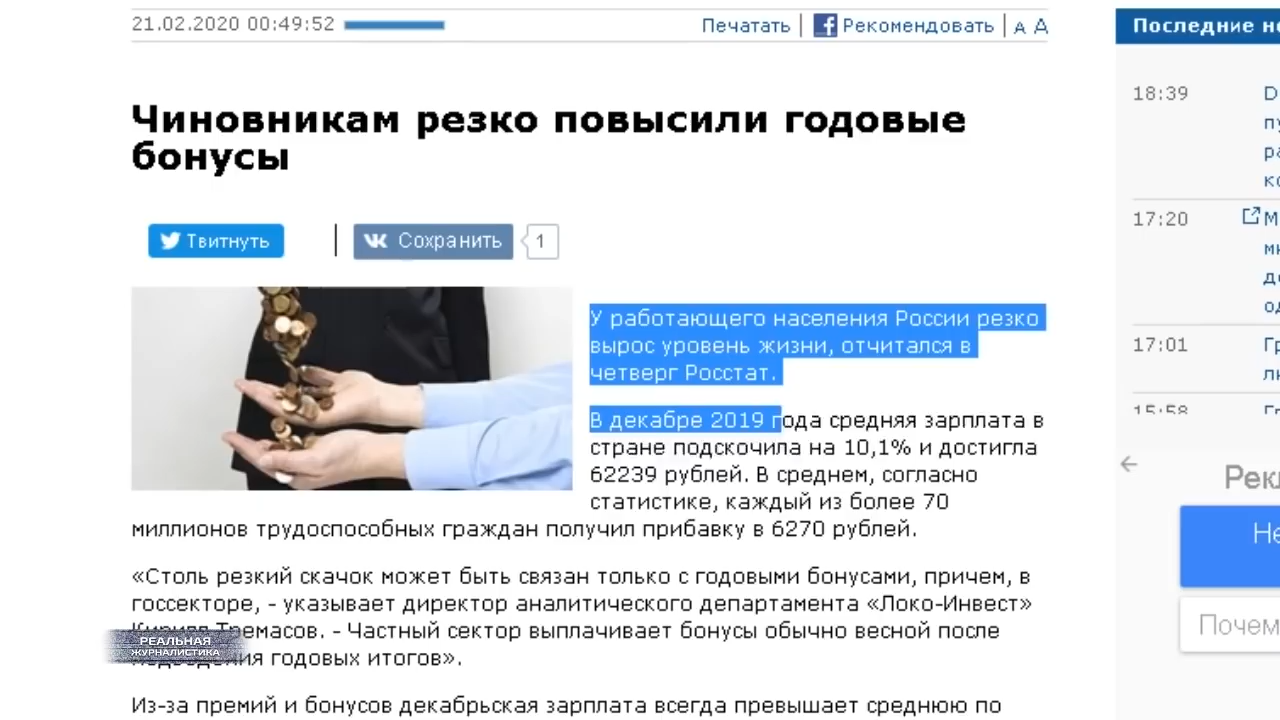 21.02.2020 00:49:52
Печатать
Рекомендовать
А А
Последние
Чиновникам резко повысили годовые
бонусы
Твитнуть
Сохранить
1
У работающего населения России резко
вырос уровень жизни, отчитался в
четверг Росстат.
В декабре 2019 года средняя зарплата в
стране подскочила на 10,1% и достигла
62239 рублей. В среднем, согласно
статистике, каждый из более 70
миллионов трудоспособных граждан получил прибавку в 6270 рублей.
«Столь резкий скачок может быть связан только с годовыми бонусами, причем, в
госсекторе, - указывает директор аналитического департамента «Локо-Инвест»
Кирилл Тремасов. - Частный сектор выплачивает бонусы обычно весной после
годовых итогов».
Из-за премий и бонусов декабрьская зарплата всегда превышает среднюю по
РЕАЛЬНАЯ
ЖУРНАЛИСТИКА
18:39
17:20
17:01
15:58